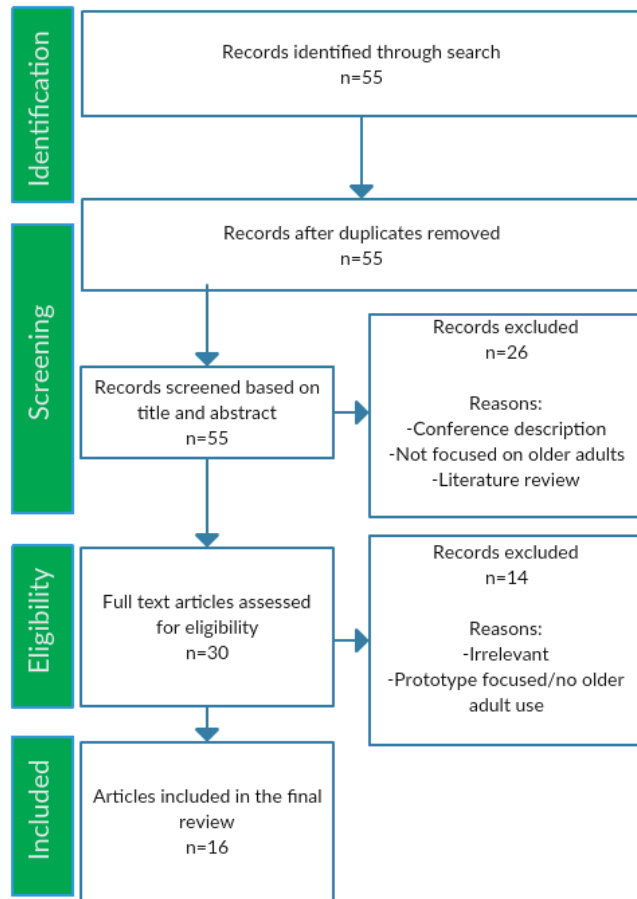 Identification
Records identified through search
n=55
Screening
Records after duplicates removed
n=55
Records screened based on
title and abstract
n=55
Records excluded
n=26
Reasons:
-Conference description
-Not focused on older adults
-Literature review
Eligibility
Full text articles assessed
for eligibility
n=30
Records excluded
n=14
Reasons:
-Irrelevant
-Prototype focused/no older
adult use
Included
Articles included in the final
review
n=16